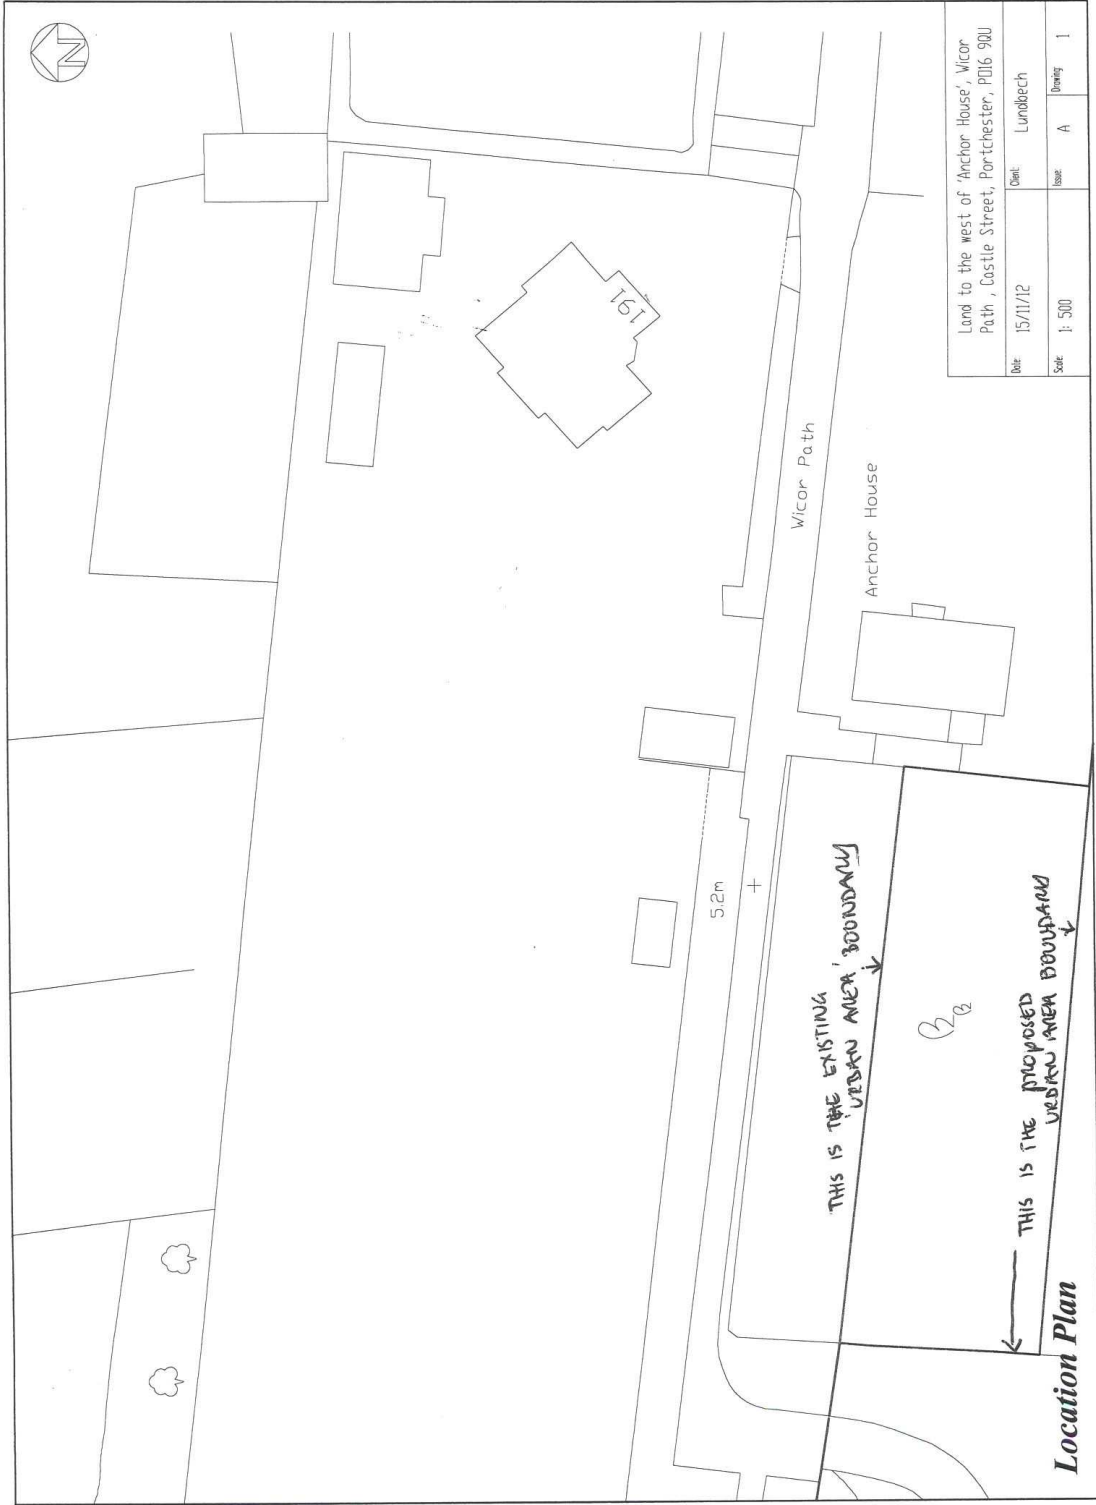 N
191
Wicor Path
Anchor House
5.2m
THIS IS THE EXISTING
'URBAN AREA' BOUNDARY
THIS IS THE PROPOSED
URBAN AREA BOUNDARY
Location Plan
Land to the west of 'Anchor House', Wicor
Path , Castle Street, Portchester, PO16 9QU
Date: 15/11/12
Client: Lundbech
Scale: 1: 500
Issue: A
Drawing: 1